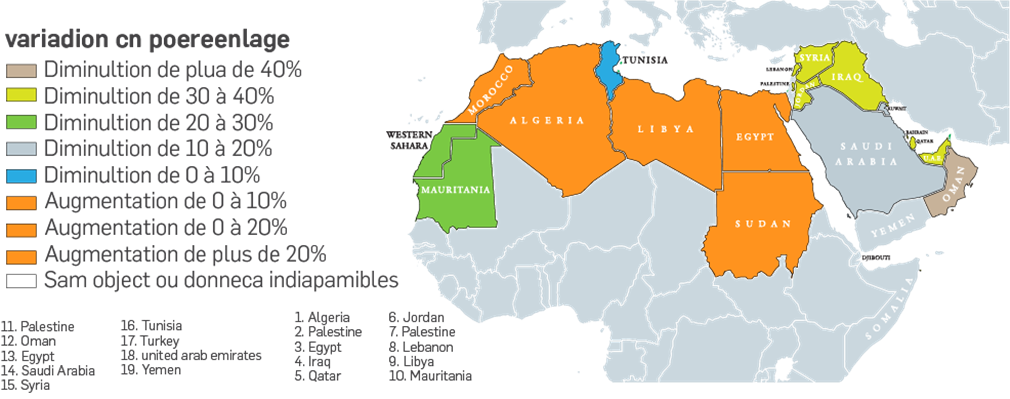 variadion cn poereenlage
Diminultion de plua de 40%
Diminultion de 30 à 40%
Diminultion de 20 à 30%
Diminultion de 10 à 20%
Diminultion de 0 à 10%
Augmentation de 0 à 10%
Augmentation de 0 à 20%
Augmentation de plus de 20%
Sam object ou donneca indiapamibles
11. Palestine
12. Oman
13. Egypt
14. Saudi Arabia
15. Syria
16. Tunisia
17. Turkey
18. united arab emirates
19. Yemen
1. Algeria
2. Palestine
3. Egypt
4. Iraq
5. Qatar
6. Jordan
7. Palestine
8. Lebanon
9. Libya
10. Mauritania
MOROCCO
ALGERIA
TUNISIA
LIBYA
EGYPT
SUDAN
WESTERN
SAHARA
MAURITANIA
LEBANON
PALESTINE
SYRIA
IRAQ
KUWAIT
BAHRAIN
QATAR
UAE
SAUDI
ARABIA
OMAN
YEMEN
DJIBOUTI
SOMALIA